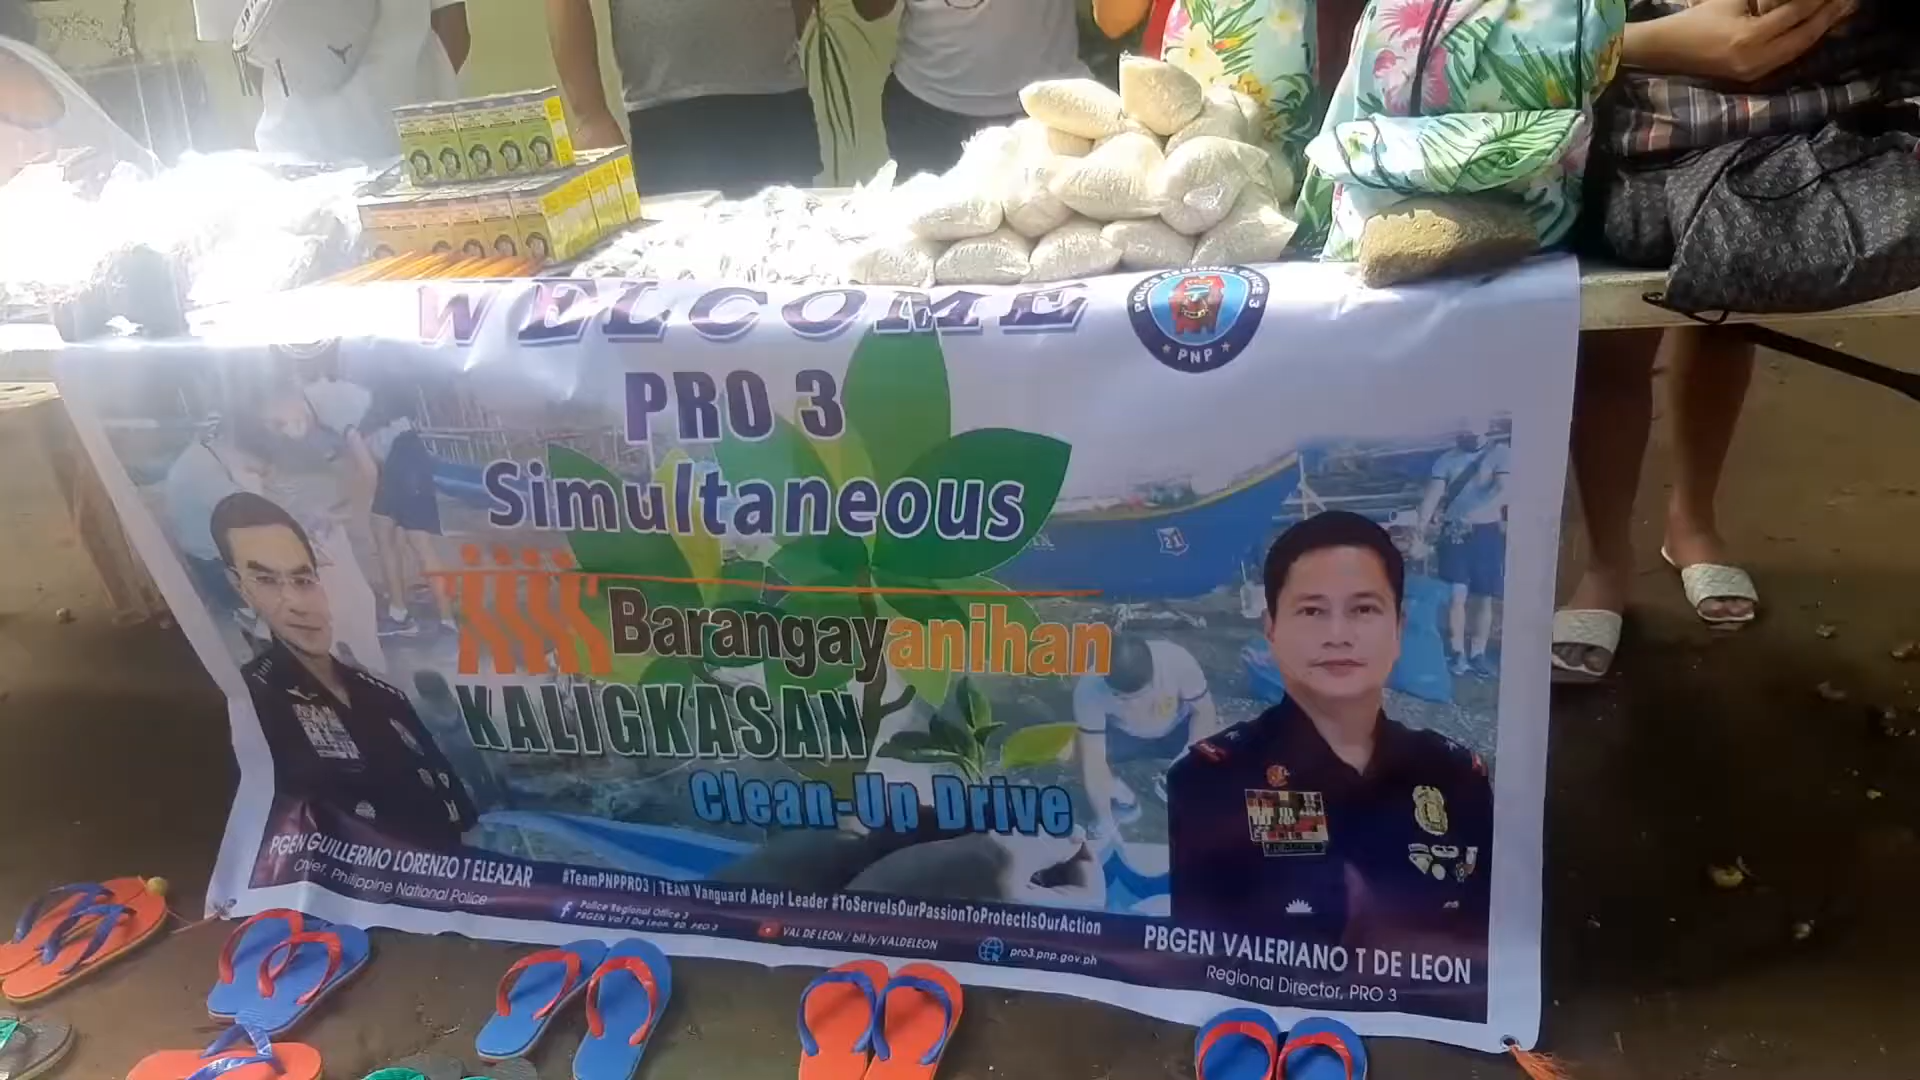 WELCOME
POLICE REGIONAL OFFICE 3
PNP
PRO 3
Simultaneous
21
Barangayanihan
KALIGKASAN
Clean-Up Drive
PGEN GUILLERMO LORENZO T ELEAZAR
Chief, Philippine National Police
#TeamPNPPRO3 | TEAM Vanguard Adept Leader #ToServeIsOurPassionToProtectIsOurAction
Police Regional Office 3
PBGEN Val T De Leon, RD, PRO 3
VAL DE LEON / bit.ly/VALDELEON
pro3.pnp.gov.ph
PBGEN VALERIANO T DE LEON
Regional Director, PRO 3